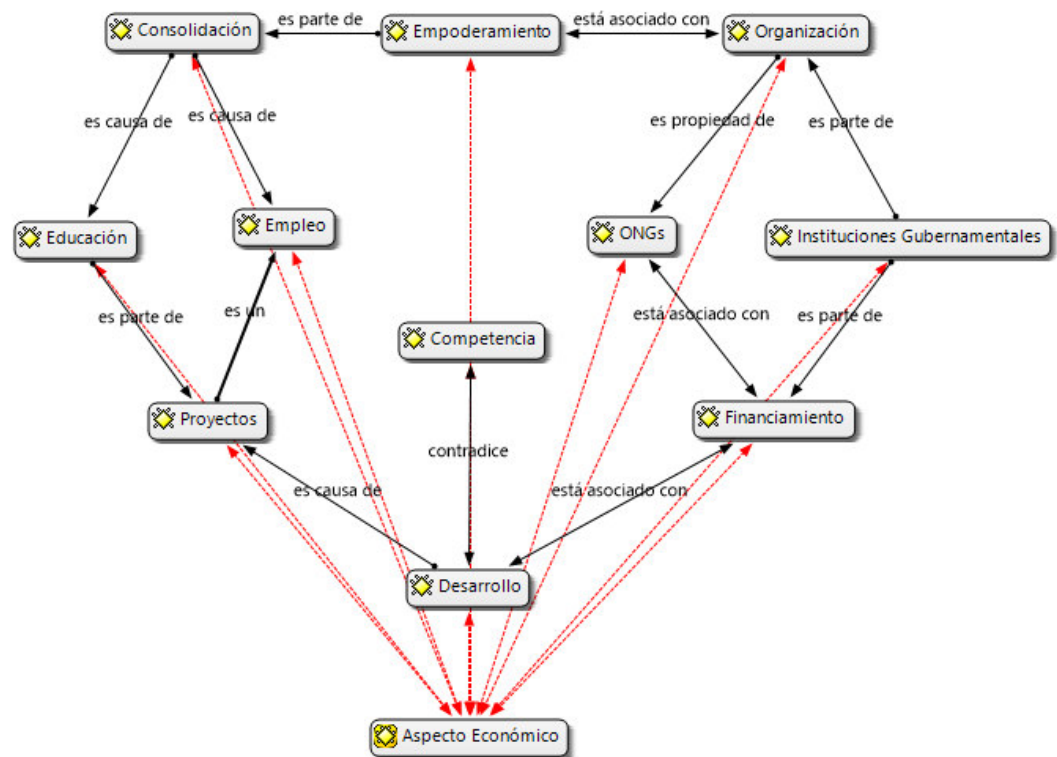 Consolidación
es parte de
Empoderamiento
está asociado con
Organización
es causa de
es causa de
es propiedad de
es parte de
Educación
Empleo
ONGs
Instituciones Gubernamentales
es parte de
es un
está asociado con
es parte de
Competencia
Proyectos
Financiamiento
contradice
es causa de
está asociado con
Desarrollo
Aspecto Económico